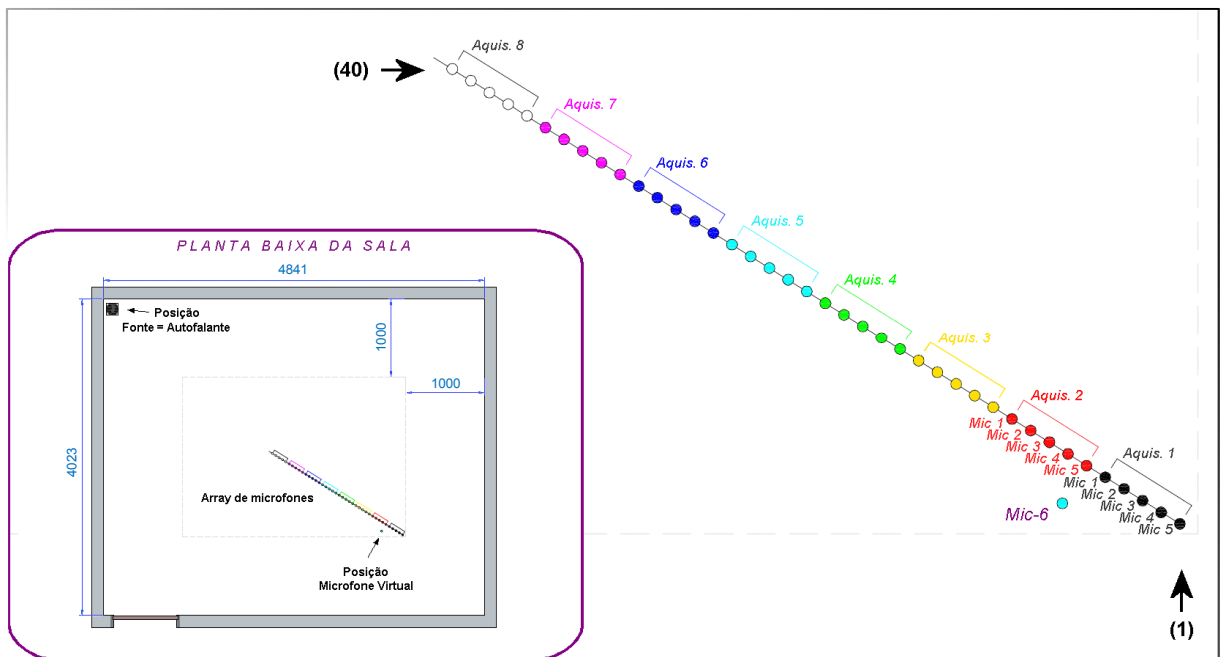 Aquis. 8
(40)
Aquis. 7
Aquis. 6
Aquis. 5
Aquis. 4
Aquis. 3
Aquis. 2
Mic 1
Mic 2
Mic 3
Mic 4
Mic 5
Aquis. 1
Mic 1
Mic 2
Mic 3
Mic 4
Mic 5
Mic-6
(1)
PLANTA BAIXA DA SALA
4841
Posição
Fonte = Autofalante
1000
1000
4023
Array de microfones
Posição
Microfone Virtual